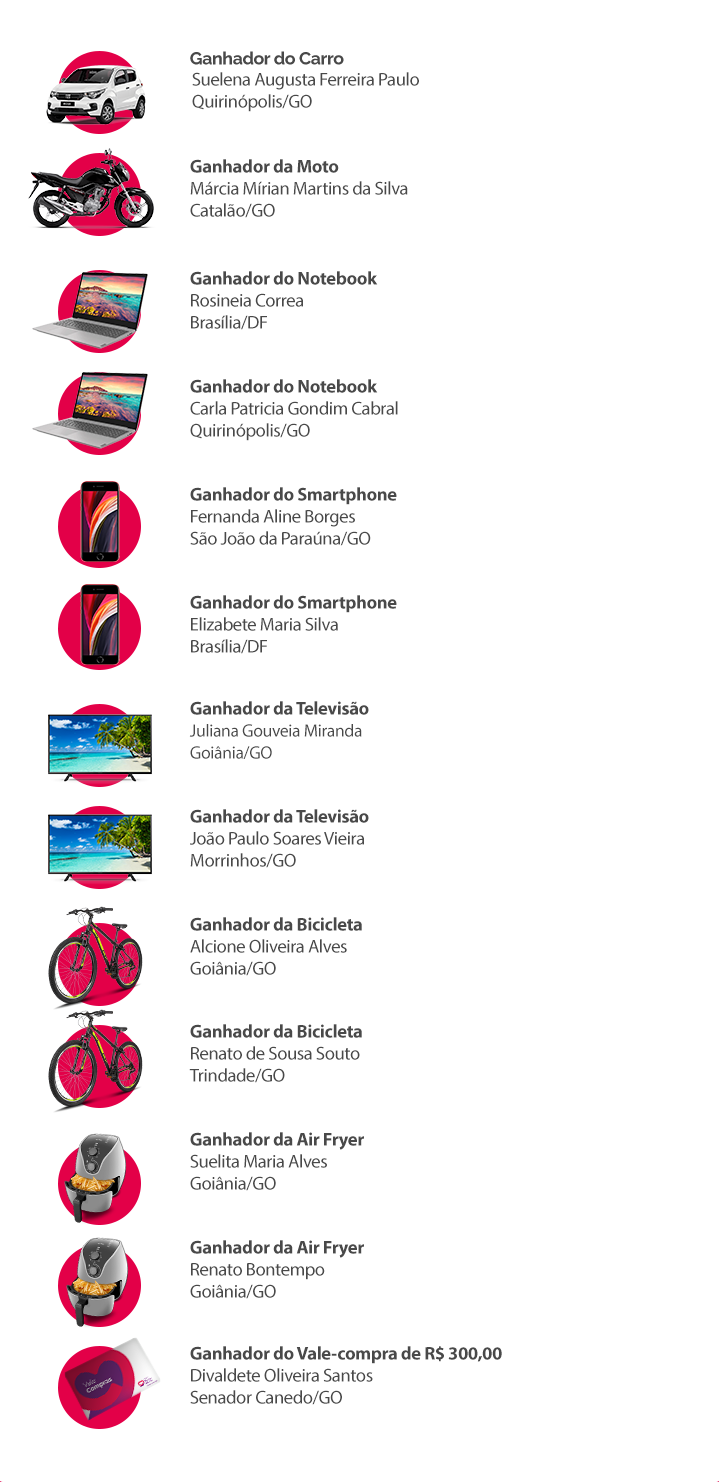 Ganhador do Carro
Suelena Augusta Ferreira Paulo
Quirinópolis/GO
Ganhador da Moto
Márcia Mírian Martins da Silva
Catalão/GO
Ganhador do Notebook
Rosineia Correa
Brasília/DF
Ganhador do Notebook
Carla Patricia Gondim Cabral
Quirinópolis/GO
Ganhador do Smartphone
Fernanda Aline Borges
São João da Paraúna/GO
Ganhador do Smartphone
Elizabete Maria Silva
Brasília/DF
Ganhador da Televisão
Juliana Gouveia Miranda
Goiânia/GO
Ganhador da Televisão
João Paulo Soares Vieira
Morrinhos/GO
Ganhador da Bicicleta
Alcione Oliveira Alves
Goiânia/GO
Ganhador da Bicicleta
Renato de Sousa Souto
Trindade/GO
Ganhador da Air Fryer
Suelita Maria Alves
Goiânia/GO
Ganhador da Air Fryer
Renato Bontempo
Goiânia/GO
Ganhador do Vale-compra de R$ 300,00
Divaldete Oliveira Santos
Senador Canedo/GO
Vale
Compras